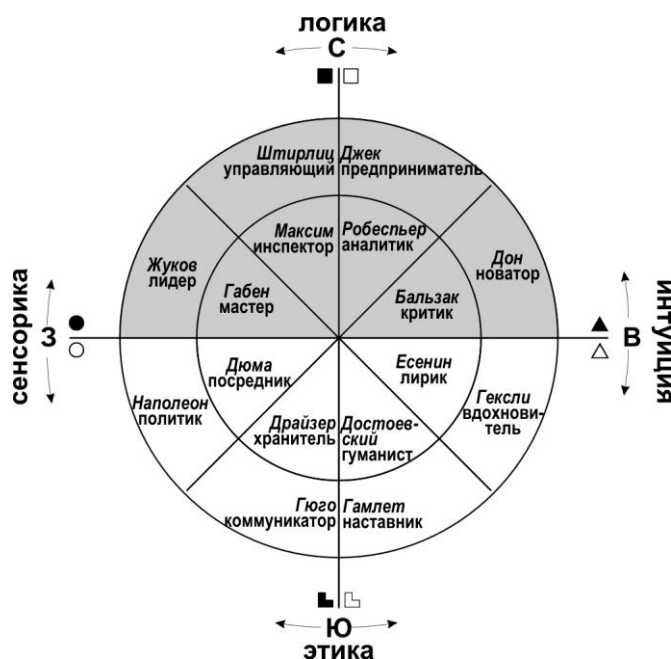 логика
С
Штирлиц
управляющий
Джек
предприниматель
Максим
инспектор
Робеспьер
аналитик
Жуков
лидер
Габен
мастер
Бальзак
критик
Дон
новатор
сенсорика
З
В
интуиция
Дюма
посредник
Есенин
лирик
Наполеон
политик
Гексли
вдохнови-
тель
Драйзер
хранитель
Достоев-
ский
гуманист
Гюго
коммуникатор
Гамлет
наставник
Ю
этика